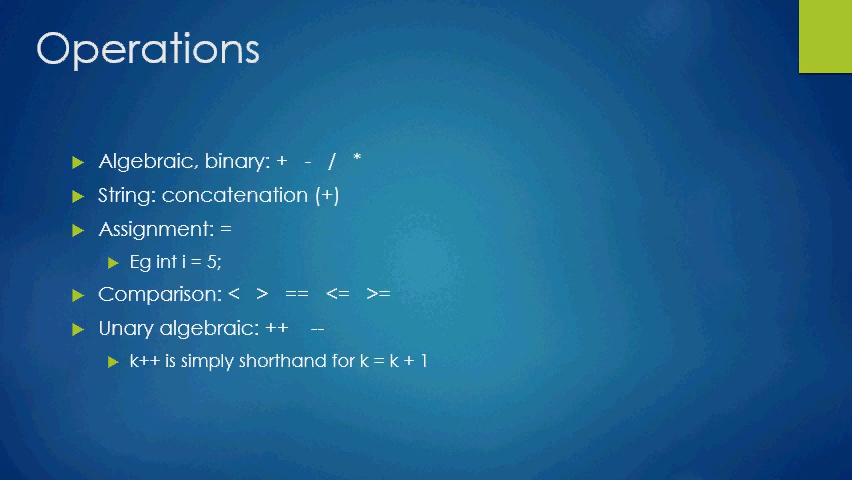 Operations
Algebraic, binary: + - / *
String: concatenation (+)
Assignment: =
Eg int i = 5;
Comparison: < > == <= >=
Unary algebraic: ++ --
k++ is simply shorthand for k = k + 1